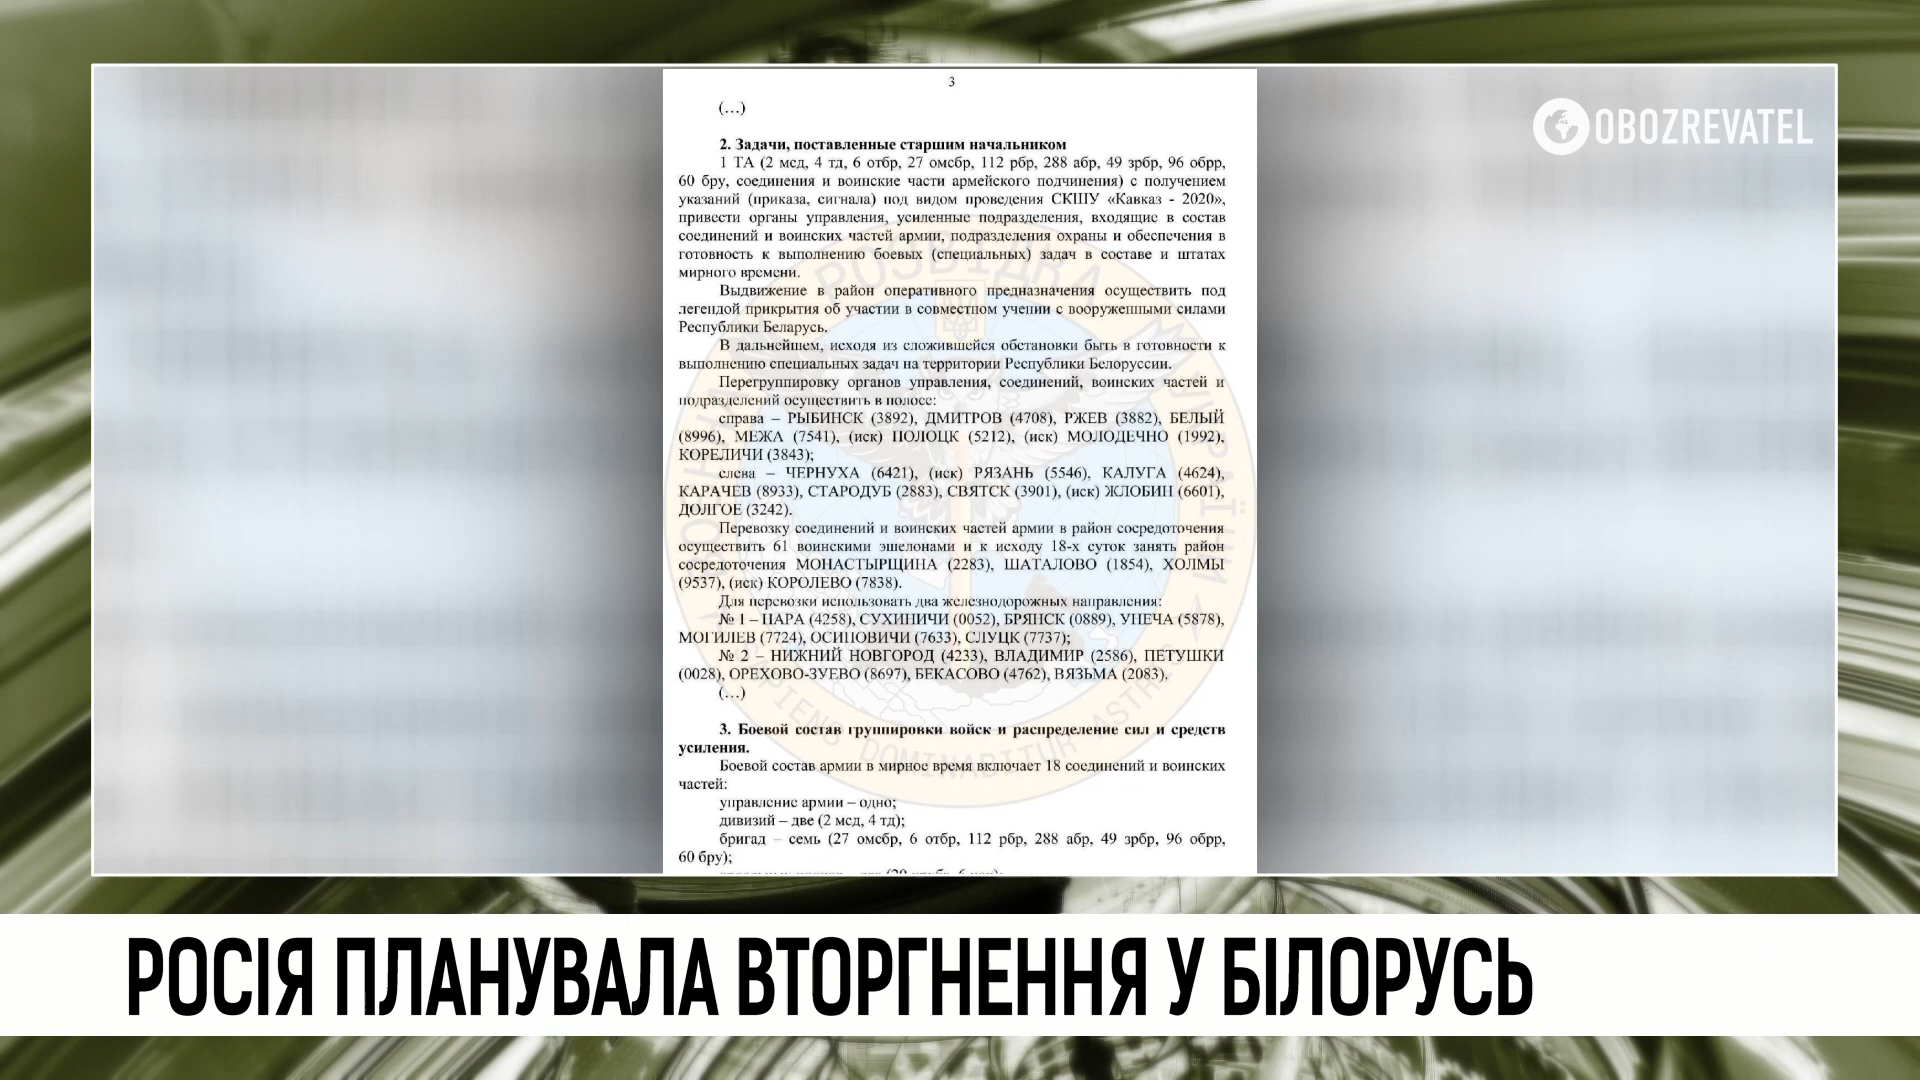 3
(…)
2. Задачи, поставленные старшим начальником
1 ТА (2 мсд, 4 тд, 6 отбр, 27 омсбр, 112 рбр, 288 абр, 49 зрбр, 96 обрр,
60 бру, соединения и воинские части армейского подчинения) с получением
указаний (приказа, сигнала) под видом проведения СКШУ «Кавказ - 2020»,
привести органы управления, усиленные подразделения, входящие в состав
соединений и воинских частей армии, подразделения охраны и обеспечения в
готовность к выполнению боевых (специальных) задач в составе и штатах
мирного времени.
Выдвижение в район оперативного предназначения осуществить под
легендой прикрытия об участии в совместном учении с вооруженными силами
Республики Беларусь.
В дальнейшем, исходя из сложившейся обстановки быть в готовности к
выполнению специальных задач на территории Республики Белоруссии.
Перегруппировку органов управления, соединений, воинских частей и
подразделений осуществить в полосе:
справа – РЫБИНСК (3892), ДМИТРОВ (4708), РЖЕВ (3882), БЕЛЫЙ
(8996), МЕЖА (7541), (иск) ПОЛОЦК (5212), (иск) МОЛОДЕЧНО (1992),
КОРЕЛИЧИ (3843);
слева – ЧЕРНУХА (6421), (иск) РЯЗАНЬ (5546), КАЛУГА (4624),
КАРАЧЕВ (8933), СТАРОДУБ (2883), СВЯТСК (3901), (иск) ЖЛОБИН (6601),
ДОЛГОЕ (3242).
Перевозку соединений и воинских частей армии в район сосредоточения
осуществить 61 воинскими эшелонами и к исходу 18-х суток занять район
сосредоточения МОНАСТЫРЩИНА (2283), ШАТАЛОВО (1854), ХОЛМЫ
(9537), (иск) КОРОЛЕВО (7838).
Для перевозки использовать два железнодорожных направления:
№ 1 – НАРА (4258), СУХИНИЧИ (0052), БРЯНСК (0889), УНЕЧА (5878),
МОГИЛЕВ (7724), ОСИПОВИЧИ (7633), СЛУЦК (7737);
№ 2 – НИЖНИЙ НОВГОРОД (4233), ВЛАДИМИР (2586), ПЕТУШКИ
(0028), ОРЕХОВО-ЗУЕВО (8697), БЕКАСОВО (4762), ВЯЗЬМА (2083).
(…)
3. Боевой состав группировки войск и распределение сил и средств
усиления.
Боевой состав армии в мирное время включает 18 соединений и воинских
частей:
управление армии – одно;
дивизий – две (2 мсд, 4 тд);
бригад – семь (27 омсбр, 6 отбр, 112 рбр, 288 абр, 49 зрбр, 96 обрр,
60 бру);
OBOZREVATEL
РОСІЯ ПЛАНУВАЛА ВТОРГНЕННЯ У БІЛОРУСЬ